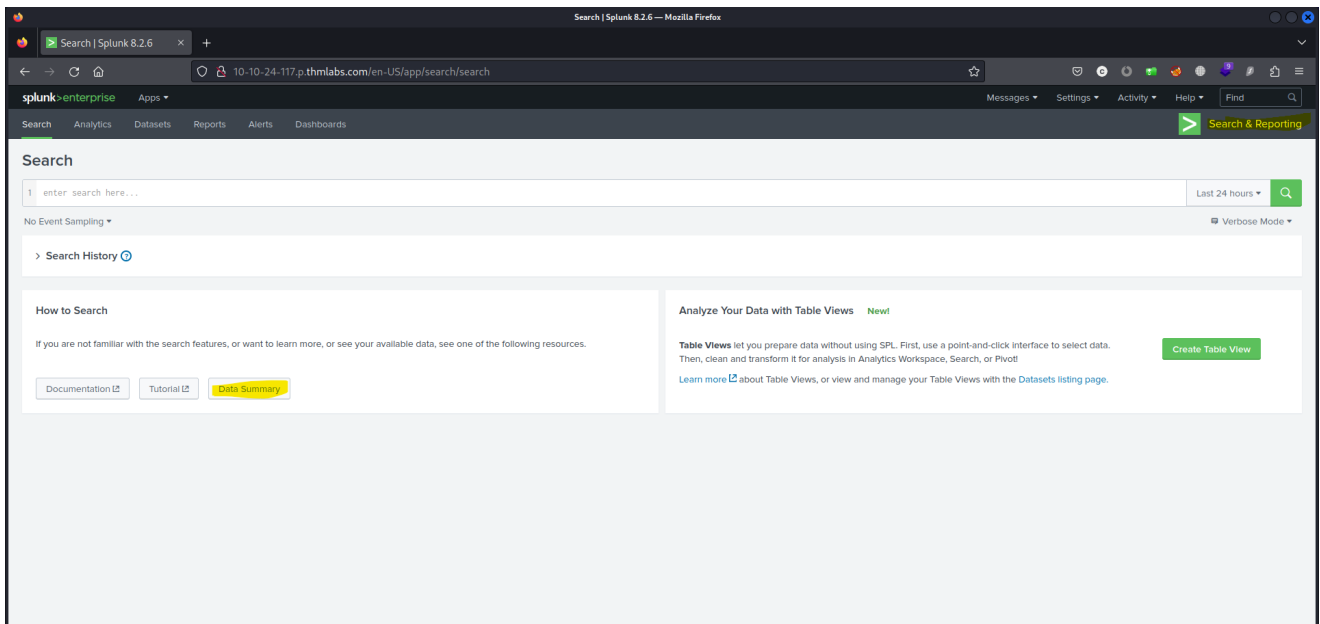 Search | Splunk 8.2.6 — Mozilla Firefox
Search | Splunk 8.2.6 × +
10-10-24-117.p.thmlabs.com/en-US/app/search/search
9
splunk>enterprise Apps Messages Settings Activity Help Find
Search Analytics Datasets Reports Alerts Dashboards Search & Reporting
Search
1 enter search here... Last 24 hours
No Event Sampling Verbose Mode
> Search History ?
How to Search
If you are not familiar with the search features, or want to learn more, or see your available data, see one of the following resources.
Documentation Tutorial Data Summary
Analyze Your Data with Table Views New!
Table Views let you prepare data without using SPL. First, use a point-and-click interface to select data.
Then, clean and transform it for analysis in Analytics Workspace, Search, or Pivot!
Create Table View
Learn more about Table Views, or view and manage your Table Views with the Datasets listing page.